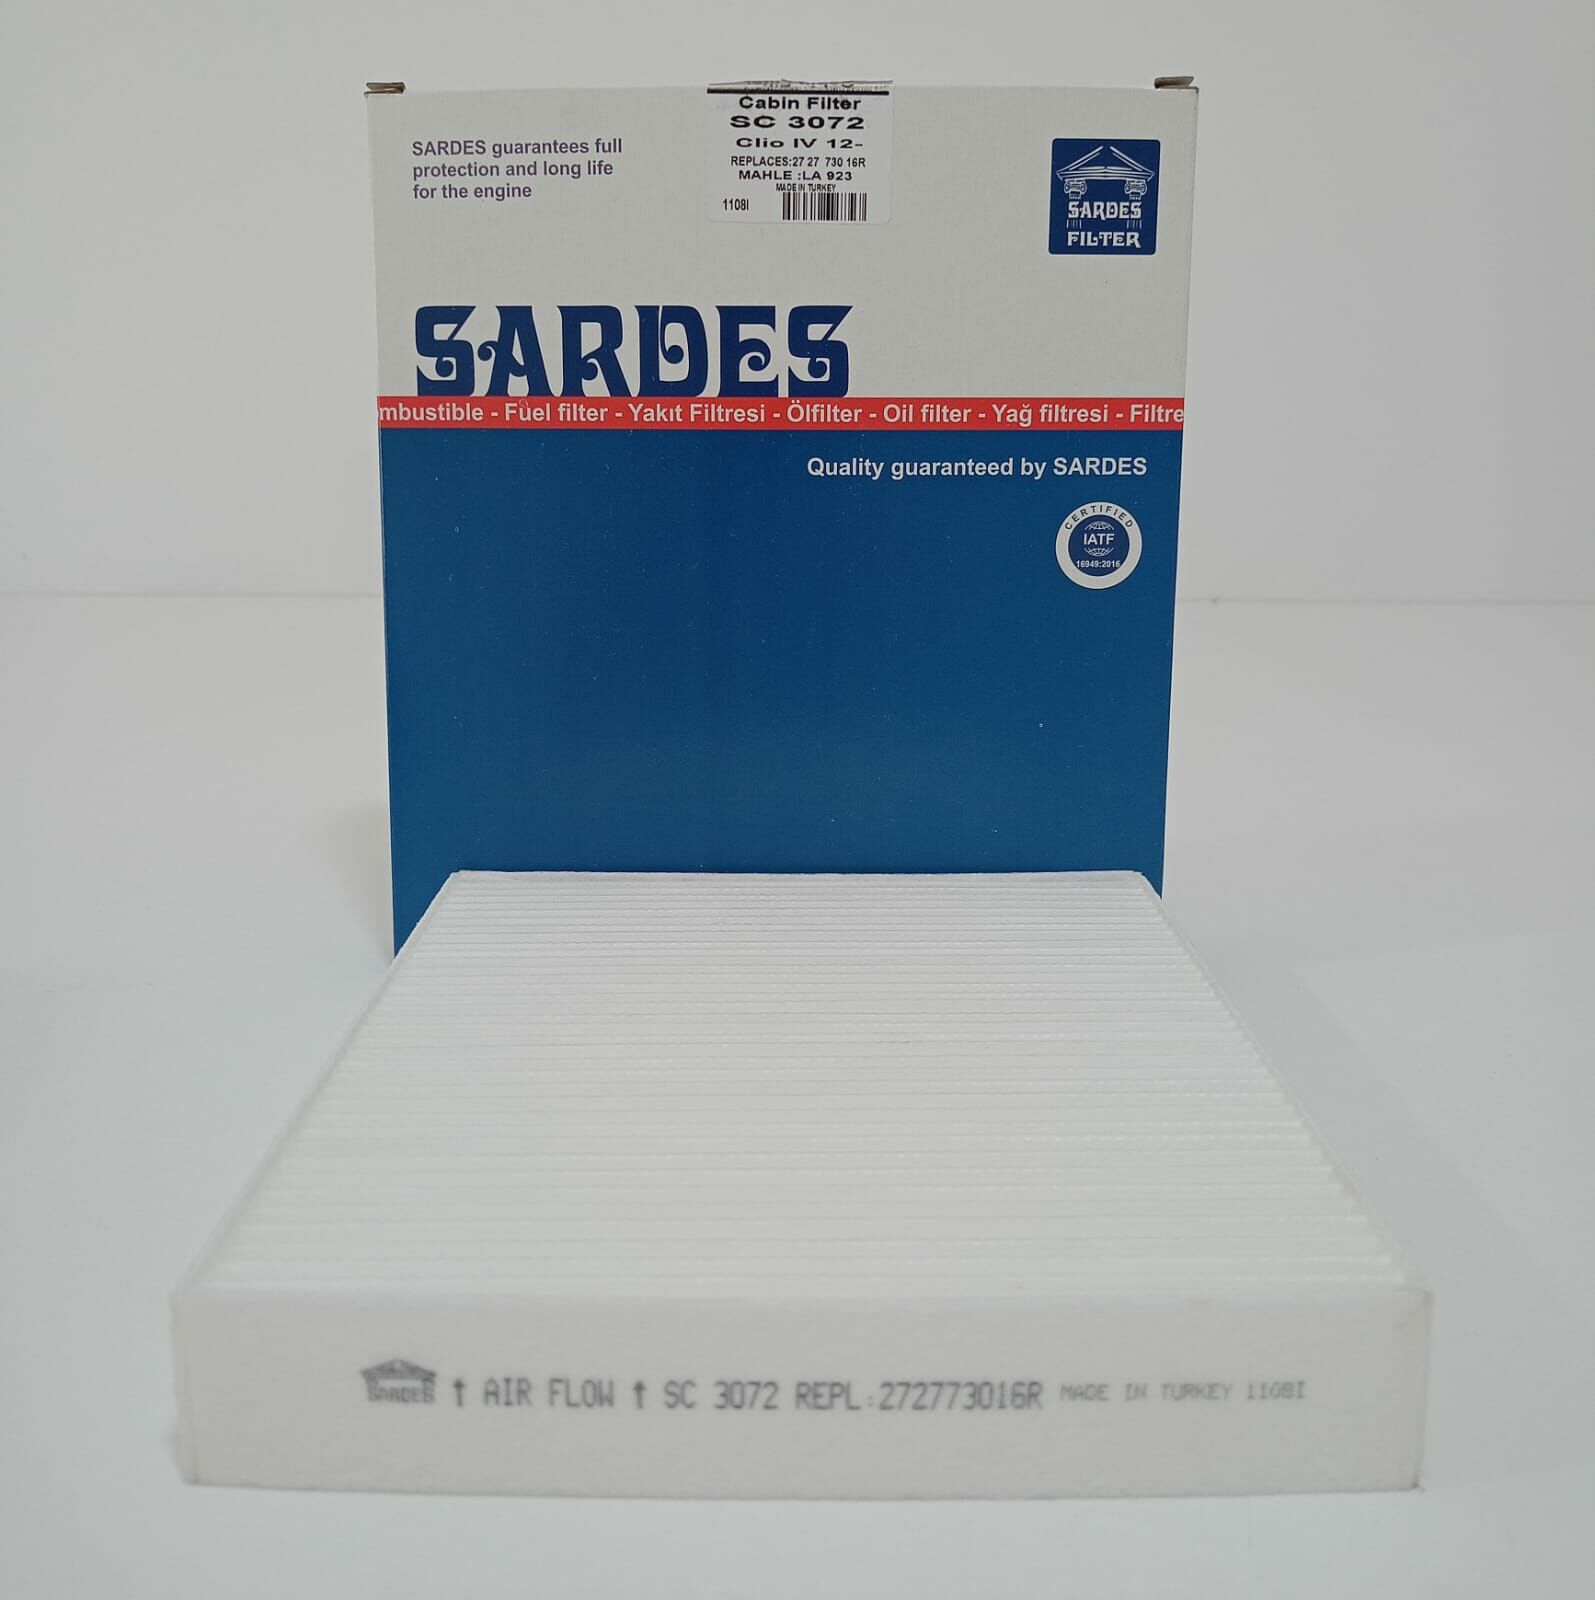 Cabin Filter
SC 3072
Clio IV 12-
REPLACES:27 27 730 16R
MAHLE :LA 923
MADE IN TURKEY
1108I
SARDES guarantees full
protection and long life
for the engine
SARDES
FILTER
SARDES
mbustible - Fuel filter - Yakıt Filtresi - Ölfilter - Oil filter - Yağ filtresi - Filtre
Quality guaranteed by SARDES
CERTIFIED
IATF
16949:2016
SARDES ↑ AIR FLOW ↑ SC 3072 REPL:272773016R MADE IN TURKEY 1108I